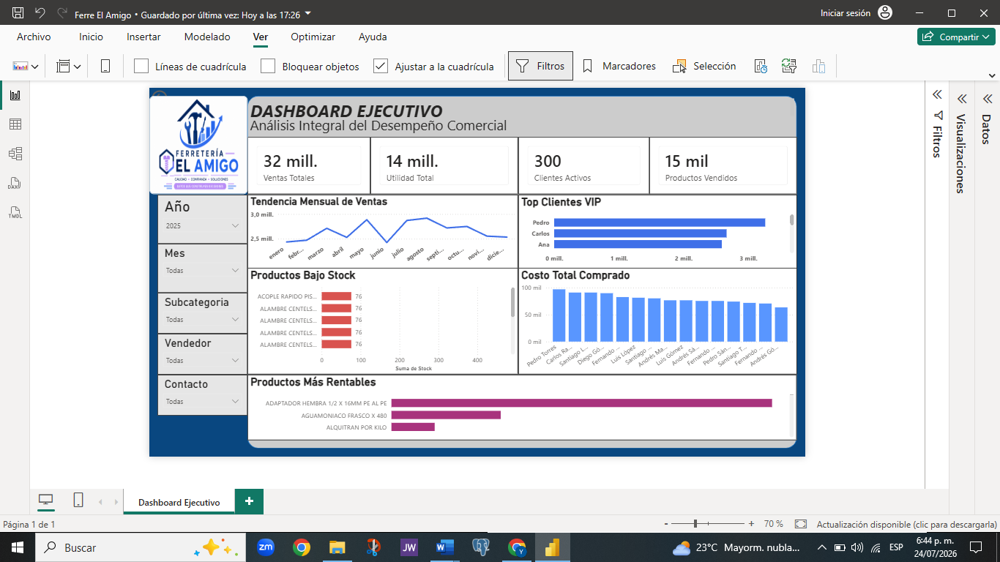 Ferre El Amigo • Guardado por última vez: Hoy a las 17:26
Iniciar sesión
Archivo Inicio Insertar Modelado Ver Optimizar Ayuda
Compartir
Líneas de cuadrícula Bloquear objetos Ajustar a la cuadrícula Filtros Marcadores Selección
DAX
TMDL
FERRETERÍA
EL AMIGO
CALIDAD • CONFIANZA • SOLUCIONES
DASHBOARD EJECUTIVO
Análisis Integral del Desempeño Comercial
32 mill.
Ventas Totales
14 mill.
Utilidad Total
300
Clientes Activos
15 mil
Productos Vendidos
Año
2025
Mes
Todas
Subcategoria
Todas
Vendedor
Todas
Contacto
Todas
Tendencia Mensual de Ventas
3,0 mill.
2,5 mill.
enero febr... marzo abril mayo junio julio agosto septi... octu... novi... dicie...
Top Clientes VIP
Pedro
Carlos
Ana
0 mill. 1 mill. 2 mill. 3 mill.
Productos Bajo Stock
ACOPLE RAPIDO PIS... 76
ALAMBRE CENTELS... 76
ALAMBRE CENTELS... 76
ALAMBRE CENTELS... 76
ALAMBRE CENTELS... 76
0 100 200 300 400
Suma de Stock
Costo Total Comprado
100 mil
50 mil
0 mil
Pedro Torres Carlos Ra... Santiago L... Diego Gó... Fernando ... Luis López Santiago ... Andrés Ma... Luis Gómez Andrés Sá... Fernando ... Pedro Sán... Santiago T... Fernando ... Andrés Gó...
Productos Más Rentables
ADAPTADOR HEMBRA 1/2 X 16MM PE AL PE
AGUAMONIACO FRASCO X 480
ALQUITRAN POR KILO
Filtros
Visualizaciones
Datos
Dashboard Ejecutivo
Página 1 de 1
- + 70 %
Actualización disponible (clic para descargarla)
Buscar
zm
JW
23°C Mayorm. nubla...
ESP
6:44 p. m.
24/07/2026